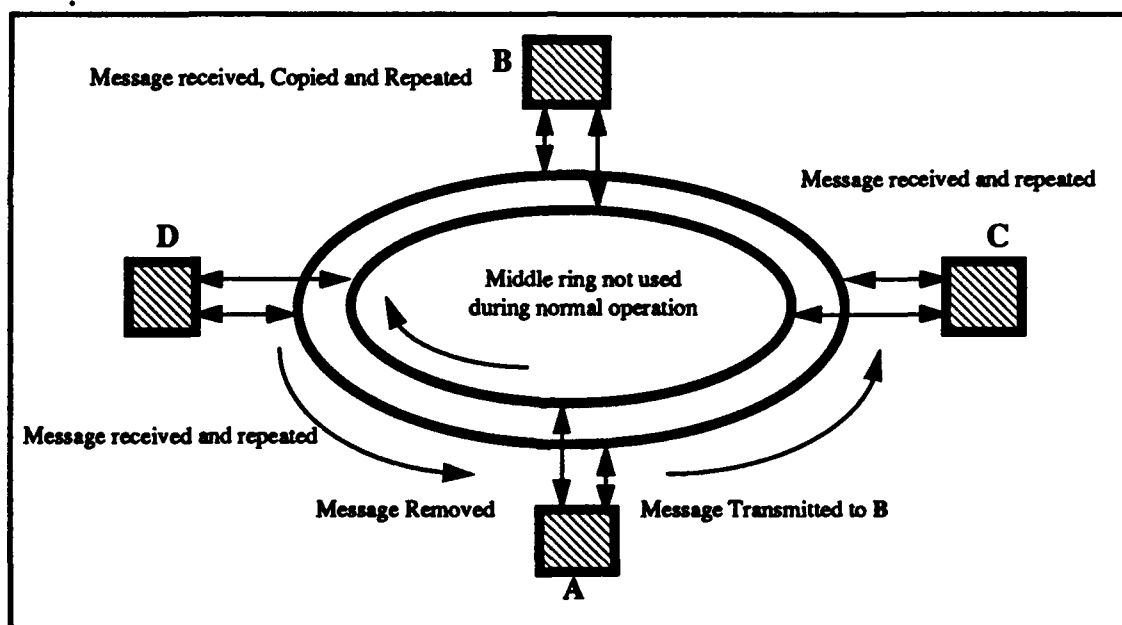 B
Message received, Copied and Repeated
Message received and repeated
D
C
Middle ring not used
during normal operation
Message received and repeated
Message Removed
Message Transmitted to B
A